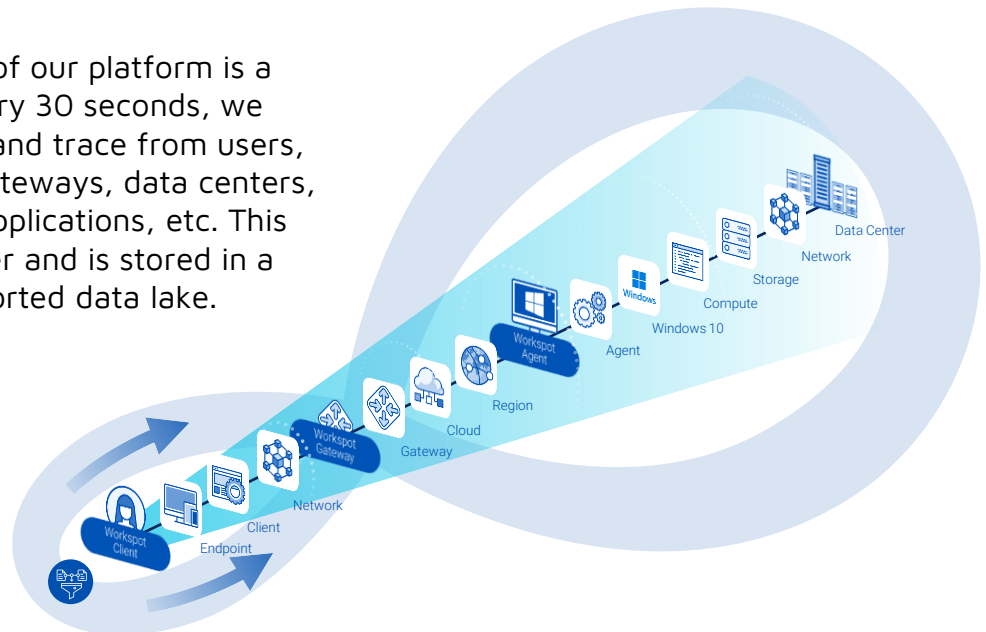 of our platform is a
ry 30 seconds, we
and trace from users,
teways, data centers,
pplications, etc. This
er and is stored in a
orted data lake.
Data Center
Network
Storage
Compute
Windows
Windows 10
Workspot
Agent
Agent
Region
Cloud
Gateway
Workspot
Gateway
Network
Client
Endpoint
Workspot
Client